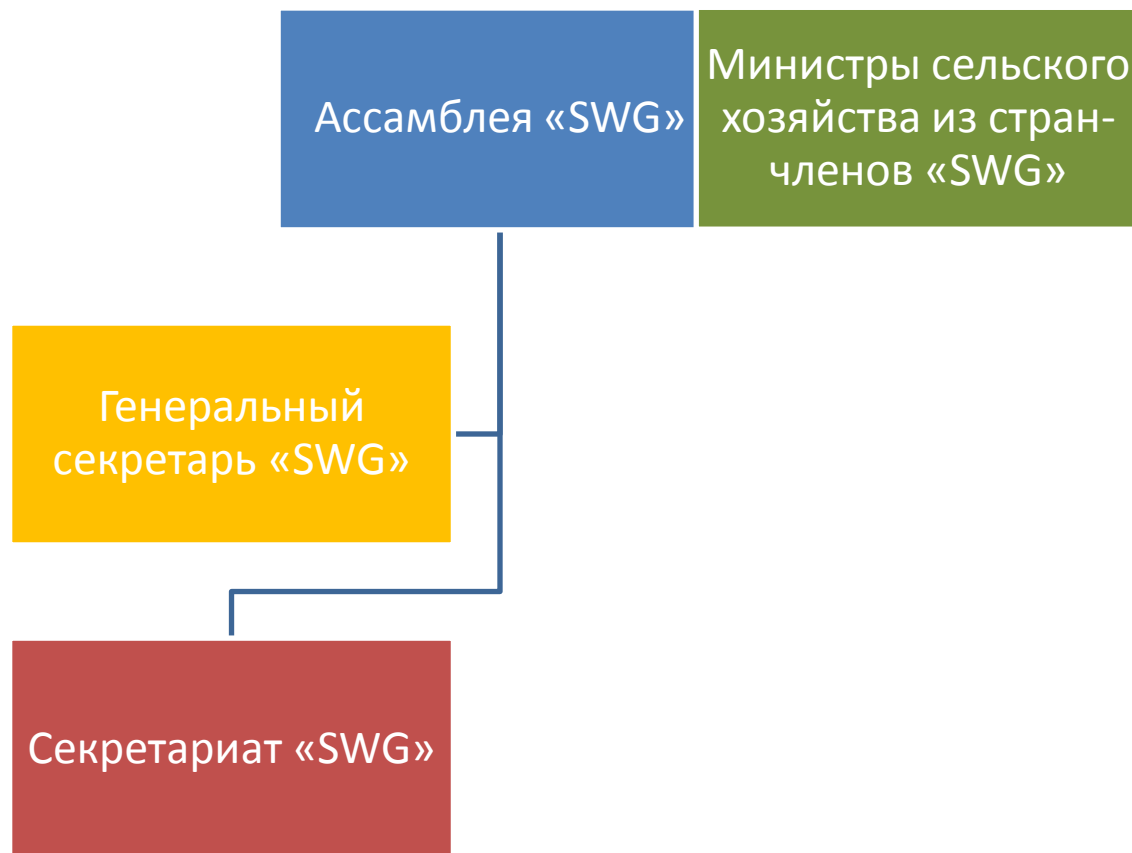 Ассамблея «SWG»
Министры сельского
хозяйства из стран-
членов «SWG»
Генеральный
секретарь «SWG»
Секретариат «SWG»